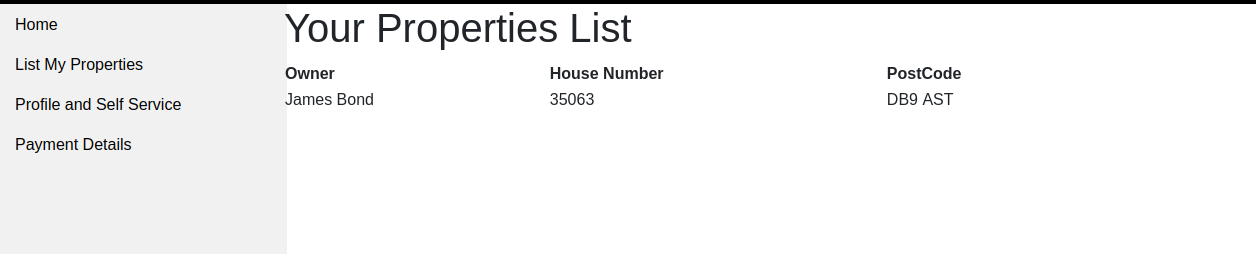 Home
List My Properties
Profile and Self Service
Payment Details
Your Properties List
Owner House Number PostCode
James Bond 35063 DB9 AST